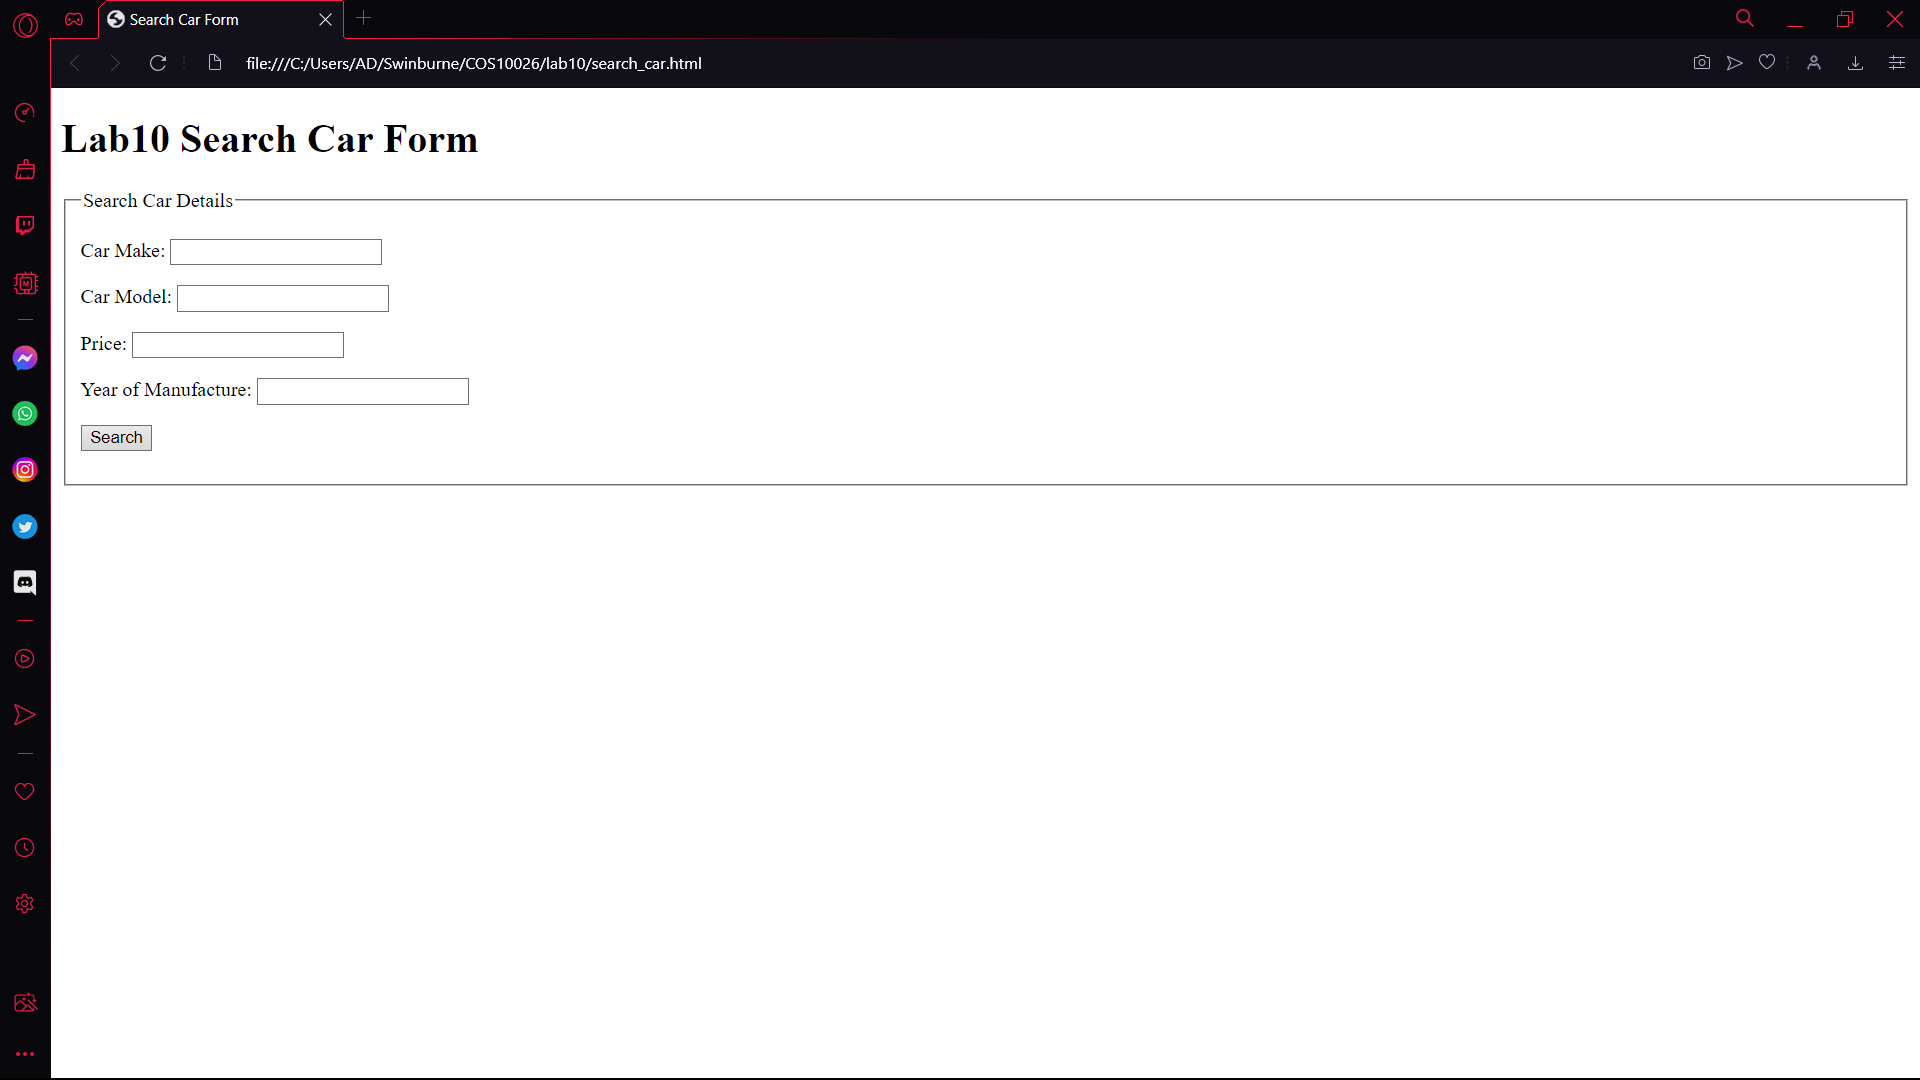 Search Car Form
file:///C:/Users/AD/Swinburne/COS10026/lab10/search_car.html
Lab10 Search Car Form
Search Car Details
Car Make:
Car Model:
Price:
Year of Manufacture:
Search